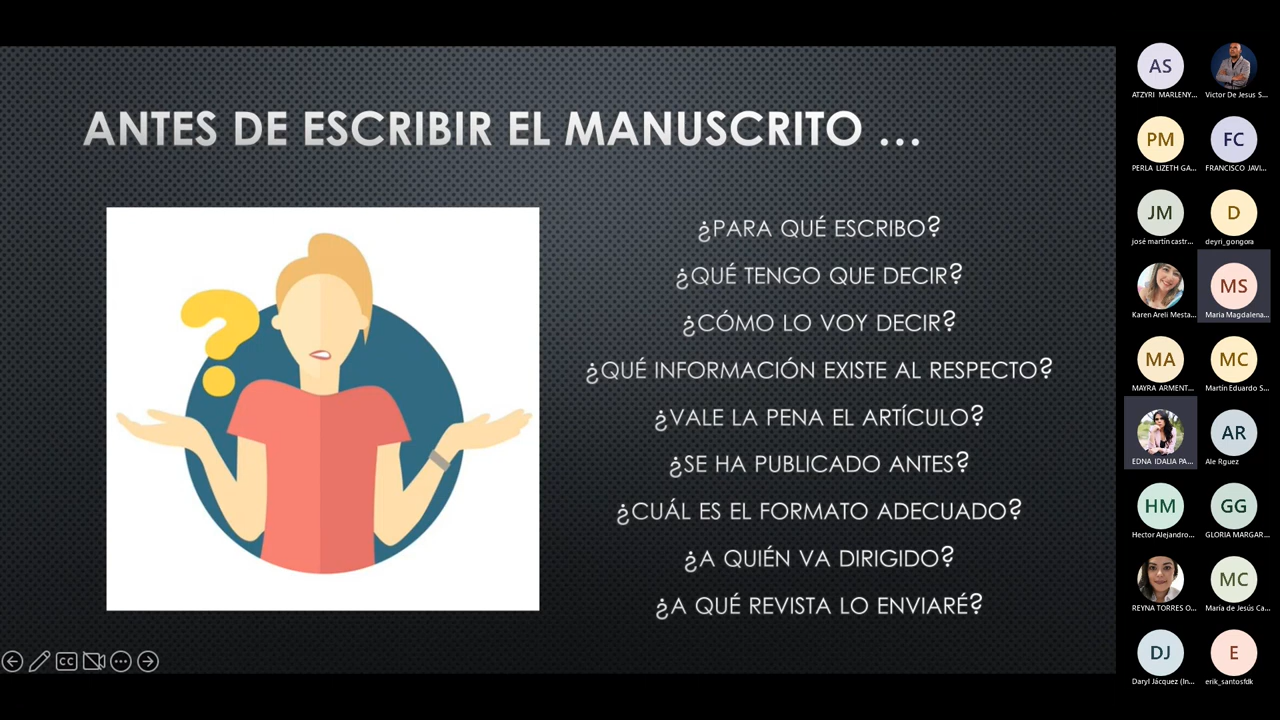 ANTES DE ESCRIBIR EL MANUSCRITO ...
¿PARA QUÉ ESCRIBO?
¿QUÉ TENGO QUE DECIR?
¿CÓMO LO VOY DECIR?
¿QUÉ INFORMACIÓN EXISTE AL RESPECTO?
¿VALE LA PENA EL ARTÍCULO?
¿SE HA PUBLICADO ANTES?
¿CUÁL ES EL FORMATO ADECUADO?
¿A QUIÉN VA DIRIGIDO?
¿A QUÉ REVISTA LO ENVIARÉ?
?
CC
AS
ATZYRI MARLENY... Victor De Jesus S...
PM FC
PERLA LIZETH GA... FRANCISCO JAVI...
JM D
josé martín castr... deyri_gongora
MS
Karen Areli Mesta... Maria Magdalena...
MA MC
MAYRA ARMENT... Martín Eduardo S...
AR
EDNA IDALIA PA... Ale Rguez
HM GG
Hector Alejandro... GLORIA MARGAR...
MC
REYNA TORRES O... María de Jesús Ca...
DJ E
Daryl Jácquez (In... erik_santosfdk